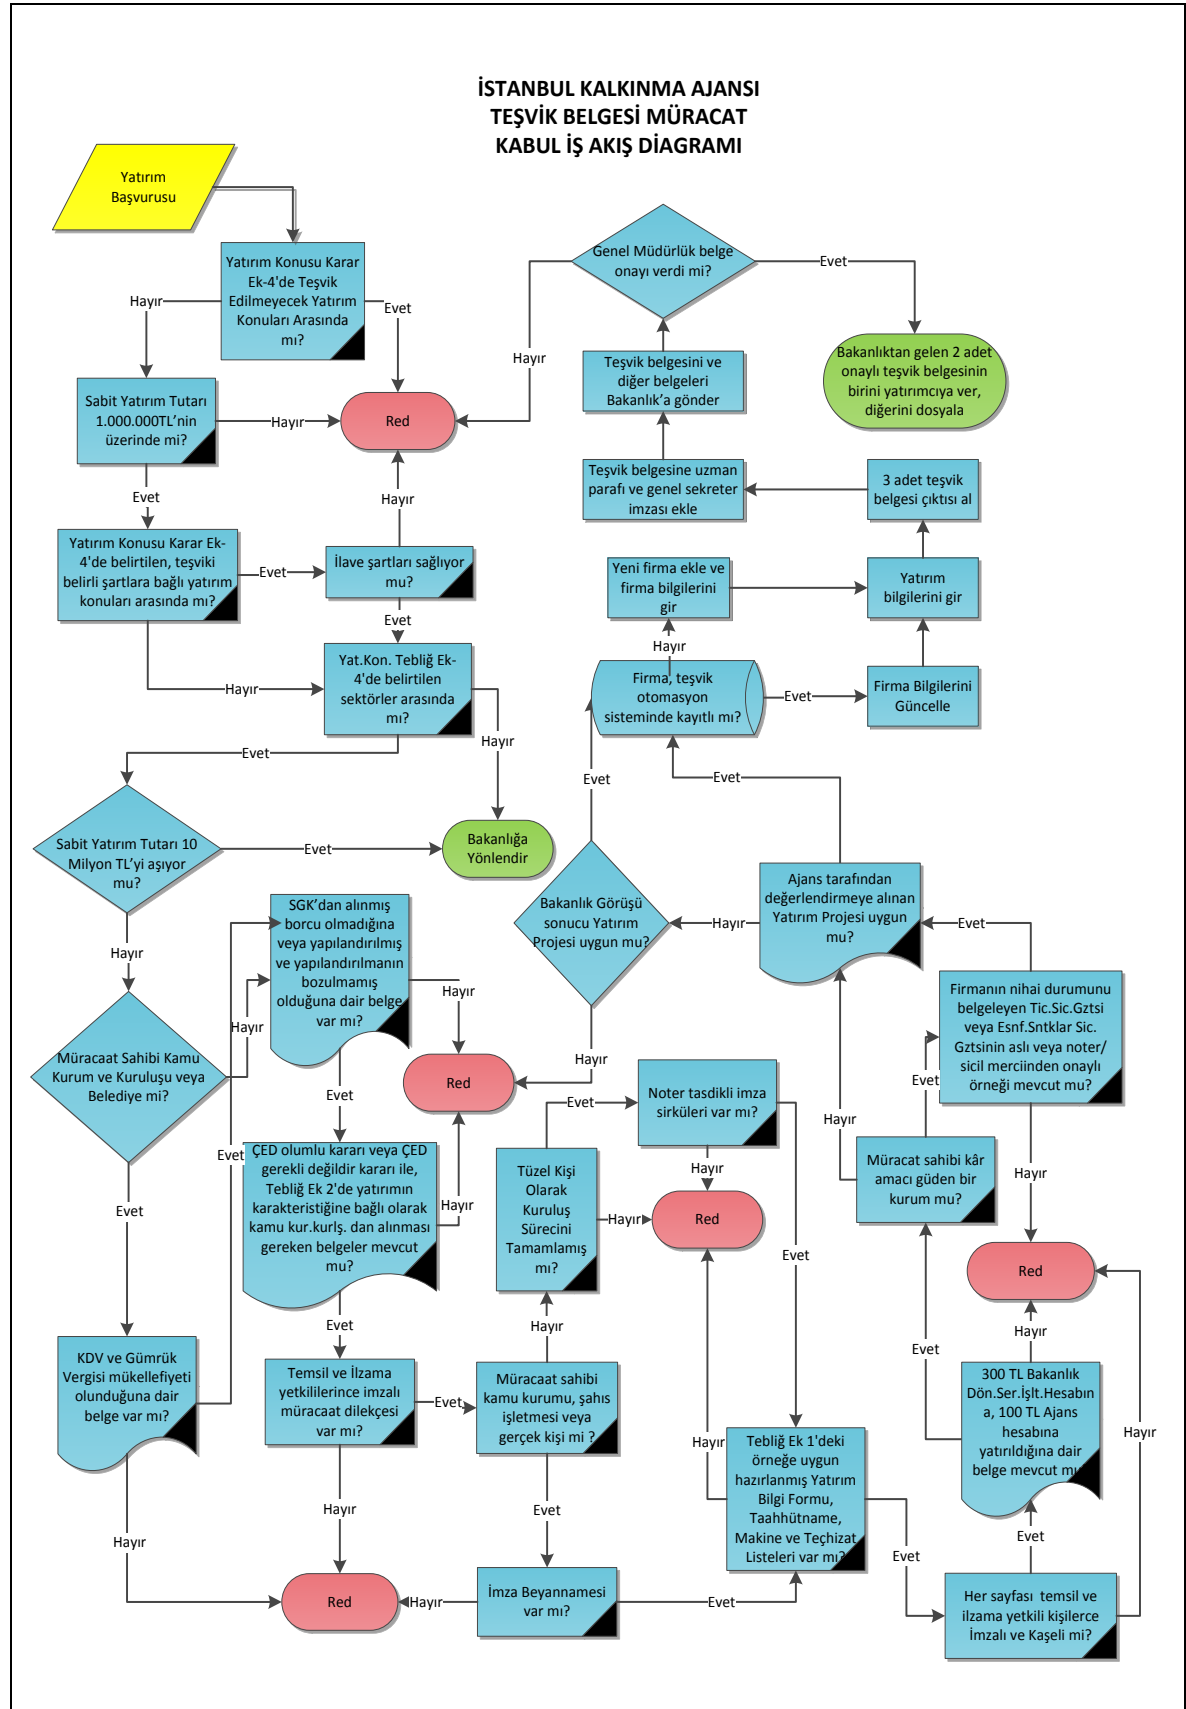 İSTANBUL KALKINMA AJANSI
TEŞVİK BELGESİ MÜRACAT
KABUL İŞ AKIŞ DİAGRAMI
Yatırım
Başvurusu
Yatırım Konusu Karar
Ek-4'de Teşvik
Edilmeyecek Yatırım
Konuları Arasında
mı?
Hayır
Evet
Genel Müdürlük belge
onayı verdi mi?
Evet
Hayır
Bakanlıktan gelen 2 adet
onaylı teşvik belgesinin
birini yatırımcıya ver,
diğerini dosyala
Teşvik belgesini ve
diğer belgeleri
Bakanlık'a gönder
Sabit Yatırım Tutarı
1.000.000TL'nin
üzerinde mi?
Hayır
Red
Evet
Hayır
Teşvik belgesine uzman
parafı ve genel sekreter
imzası ekle
3 adet teşvik
belgesi çıktısı al
Yatırım Konusu Karar Ek-
4'de belirtilen, teşviki
belirli şartlara bağlı yatırım
konuları arasında mı?
Evet
İlave şartları sağlıyor
mu?
Yeni firma ekle ve
firma bilgilerini
gir
Yatırım
bilgilerini gir
Evet
Hayır
Hayır
Yat.Kon. Tebliğ Ek-
4'de belirtilen
sektörler arasında
mı?
Firma, teşvik
otomasyon
sisteminde kayıtlı mı?
Evet
Firma Bilgilerini
Güncelle
Evet
Hayır
Evet
Evet
Sabit Yatırım Tutarı 10
Milyon TL'yi aşıyor
mu?
Evet
Bakanlığa
Yönlendir
Hayır
SGK'dan alınmış
borcu olmadığına
veya yapılandırılmış
ve yapılandırılmanın
bozulmamış
olduğuna dair belge
var mı?
Hayır
Bakanlık Görüşü
sonucu Yatırım
Projesi uygun mu?
Hayır
Ajans tarafından
değerlendirmeye alınan
Yatırım Projesi uygun
mu?
Evet
Firmanın nihai durumunu
belgeleyen Tic.Sic.Gztsi
veya Esnf.Sntklar Sic.
Gztsinin aslı veya noter/
sicil merciinden onaylı
örneği mevcut mu?
Müracaat Sahibi Kamu
Kurum ve Kuruluşu veya
Belediye mi?
Hayır
Hayır
Red
Evet
Hayır
Evet
Noter tasdikli imza
sirküleri var mı?
Evet
Hayır
Evet
ÇED olumlu kararı veya ÇED
gerekli değildir kararı ile,
Tebliğ Ek 2'de yatırımın
karakteristiğine bağlı olarak
kamu kur.kurlş. dan alınması
gereken belgeler mevcut
mu?
Hayır
Tüzel Kişi
Olarak
Kuruluş
Sürecini
Tamamlamış
mı?
Hayır
Hayır
Red
Müracat sahibi kâr
amacı güden bir
kurum mu?
Hayır
Evet
Evet
Red
Evet
Hayır
Hayır
Evet
KDV ve Gümrük
Vergisi mükellefiyeti
olunduğuna dair
belge var mı?
Temsil ve İlzama
yetkililerince imzalı
müracaat dilekçesi
var mı?
Evet
Müracaat sahibi
kamu kurumu, şahıs
işletmesi veya
gerçek kişi mi ?
300 TL Bakanlık
Dön.Ser.İşlt.Hesabın
a, 100 TL Ajans
hesabına
yatırıldığına dair
belge mevcut mu
Hayır
Hayır
Tebliğ Ek 1'deki
örneğe uygun
hazırlanmış Yatırım
Bilgi Formu,
Taahhütname,
Makine ve Teçhizat
Listeleri var mı?
Hayır
Hayır
Evet
Evet
Evet
Red
Hayır
İmza Beyannamesi
var mı?
Evet
Her sayfası temsil ve
ilzama yetkili kişilerce
İmzalı ve Kaşeli mi?